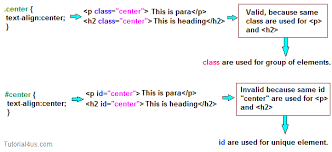 .center {
text-align:center;
}
<p class="center"> This is para</p>
<h2 class="center"> This is heading</h2>
Valid, because same
class are used for <p>
and <h2>
class are used for group of elements.
#center {
text-align:center;
}
<p id="center"> This is para</p>
<h2 id="center"> This is heading</h2>
Invalid because same id
"center" are used for <p>
and <h2>
id are used for unique element.
Tutorial4us.com